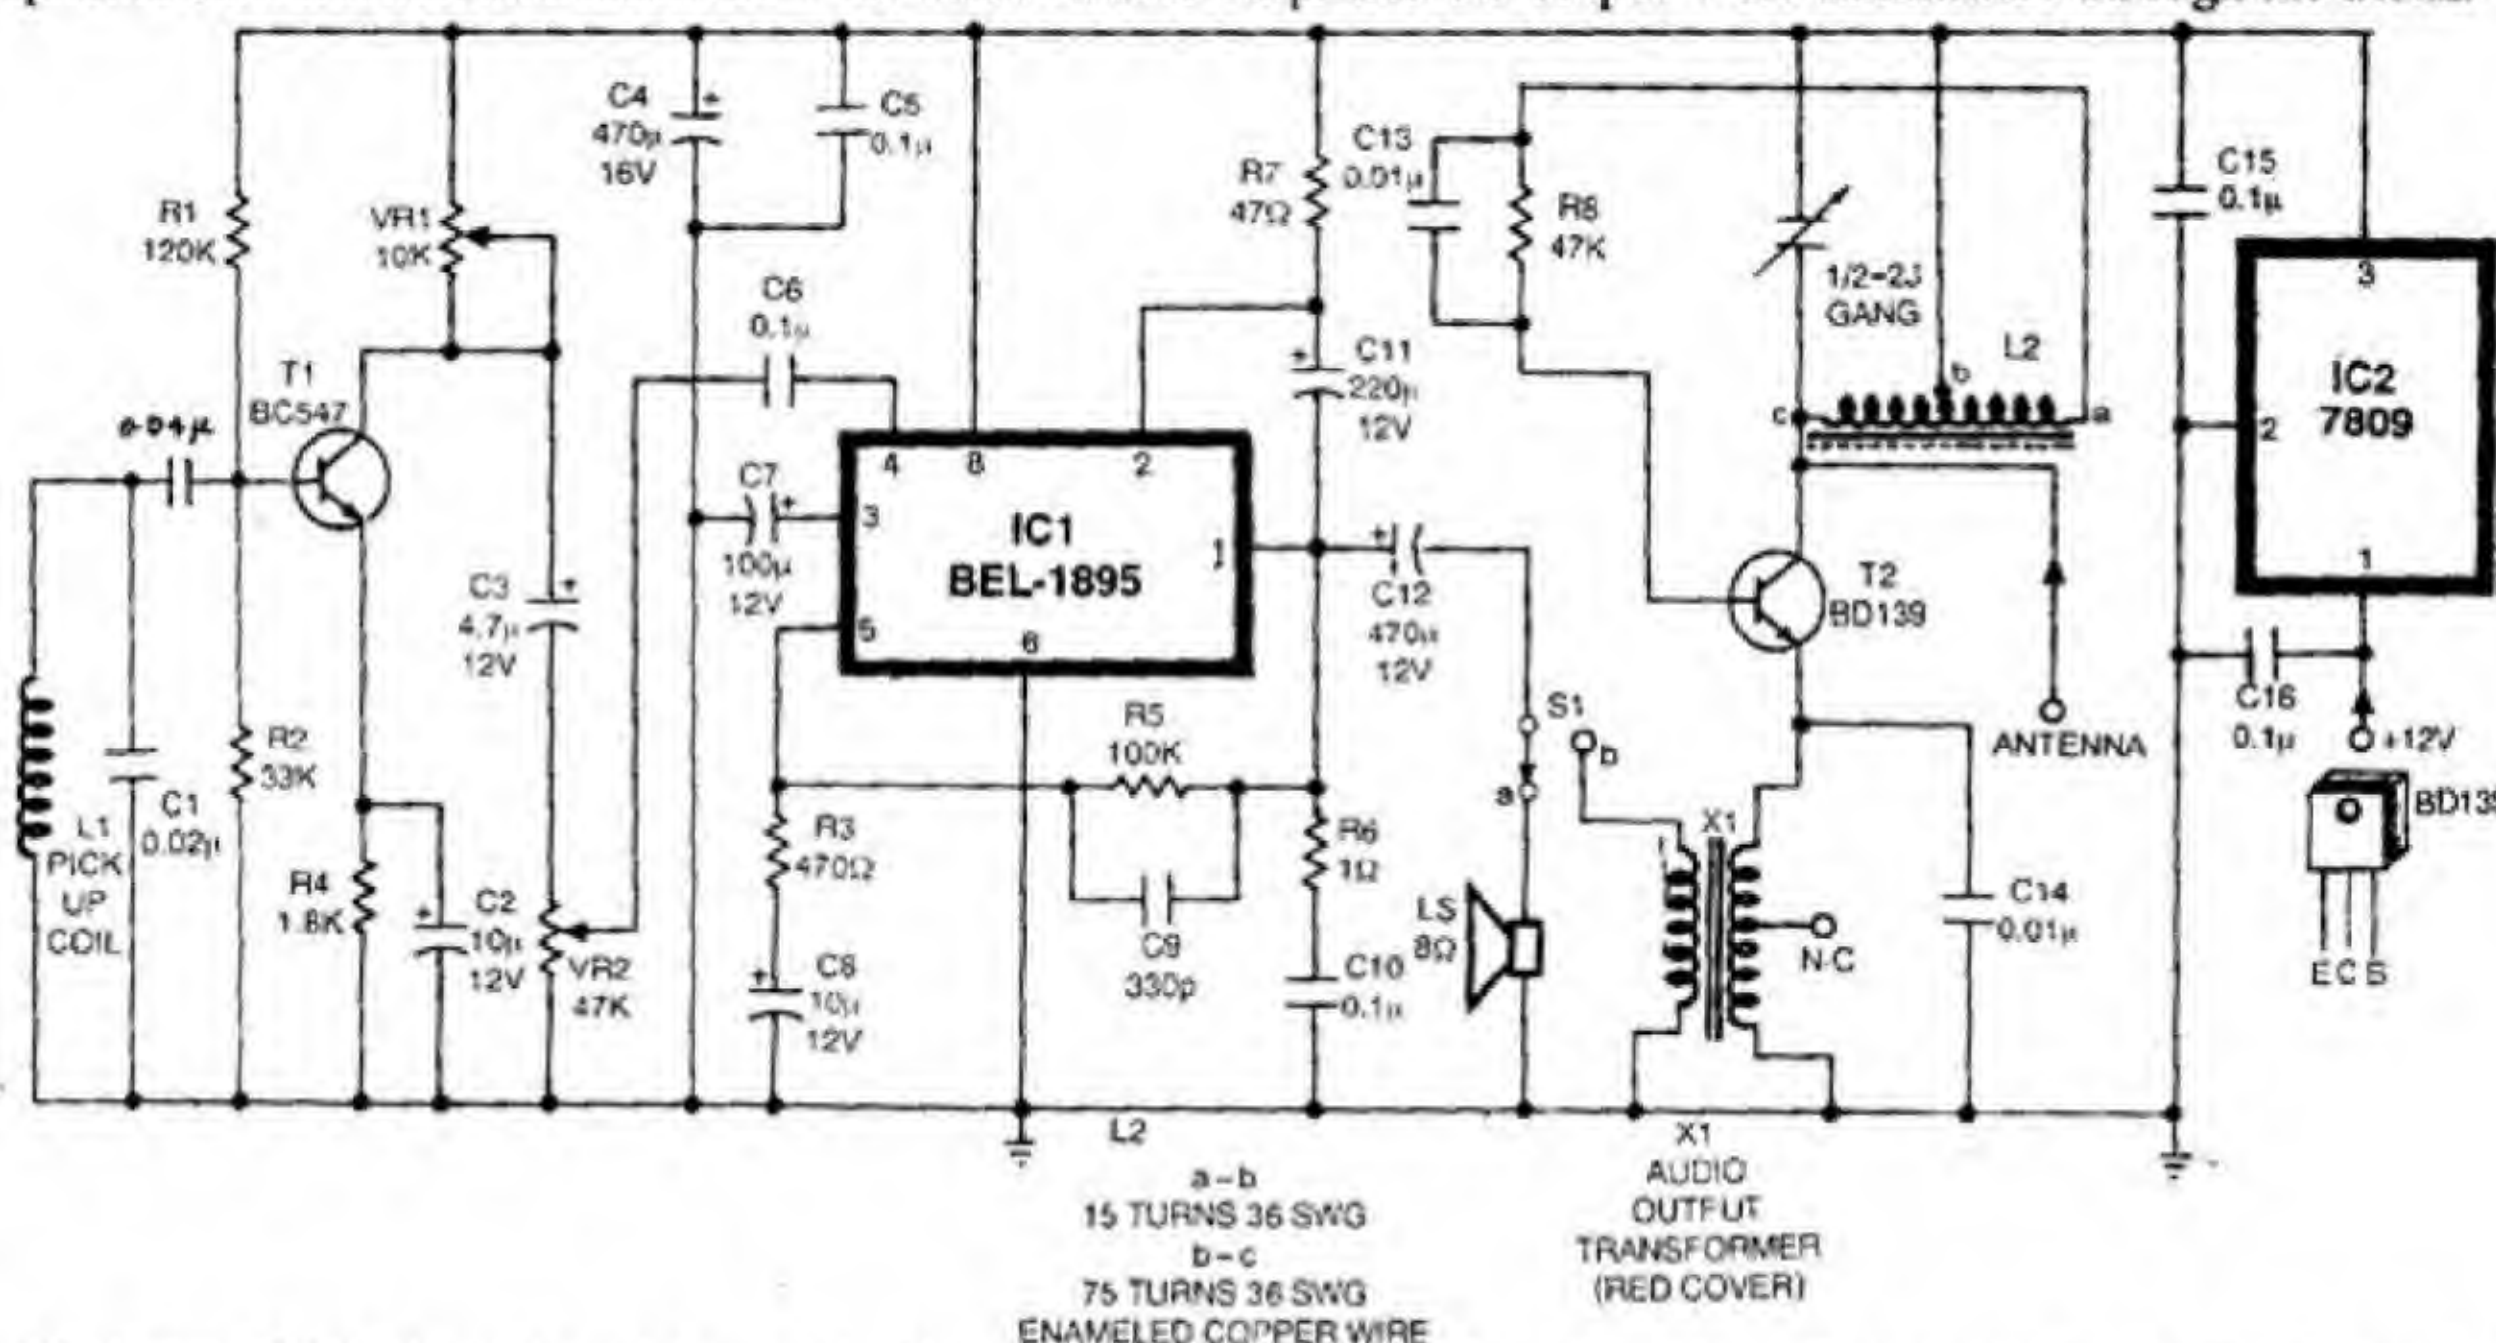 C4
470µ
16V
C5
0.1µ
R1
120K
VR1
10K
C6
0.1µ
R7
47Ω
C13
0.01µ
R8
47K
1/2-2J
GANG
L2
C15
0.1µ
3
IC2
7809
2
1
T1
BC547
0.04µ
C11
220µ
12V
c
b
a
C7
100µ
12V
4
8
2
3
IC1
BEL-1895
1
5
6
C3
4.7µ
12V
C12
470µ
12V
T2
BD139
ANTENNA
C16
0.1µ
+12V
BD139
E C B
L1
PICK
UP
COIL
C1
0.02µ
R2
33K
R4
1.8K
C2
10µ
12V
VR2
47K
R3
470Ω
C8
10µ
12V
R5
100K
C9
330p
R6
1Ω
C10
0.1µ
S1
b
a
LS
8Ω
X1
N·C
C14
0.01µ
L2
a–b
15 TURNS 36 SWG
b–c
75 TURNS 36 SWG
ENAMELED COPPER WIRE
X1
AUDIO
OUTPUT
TRANSFORMER
(RED COVER)